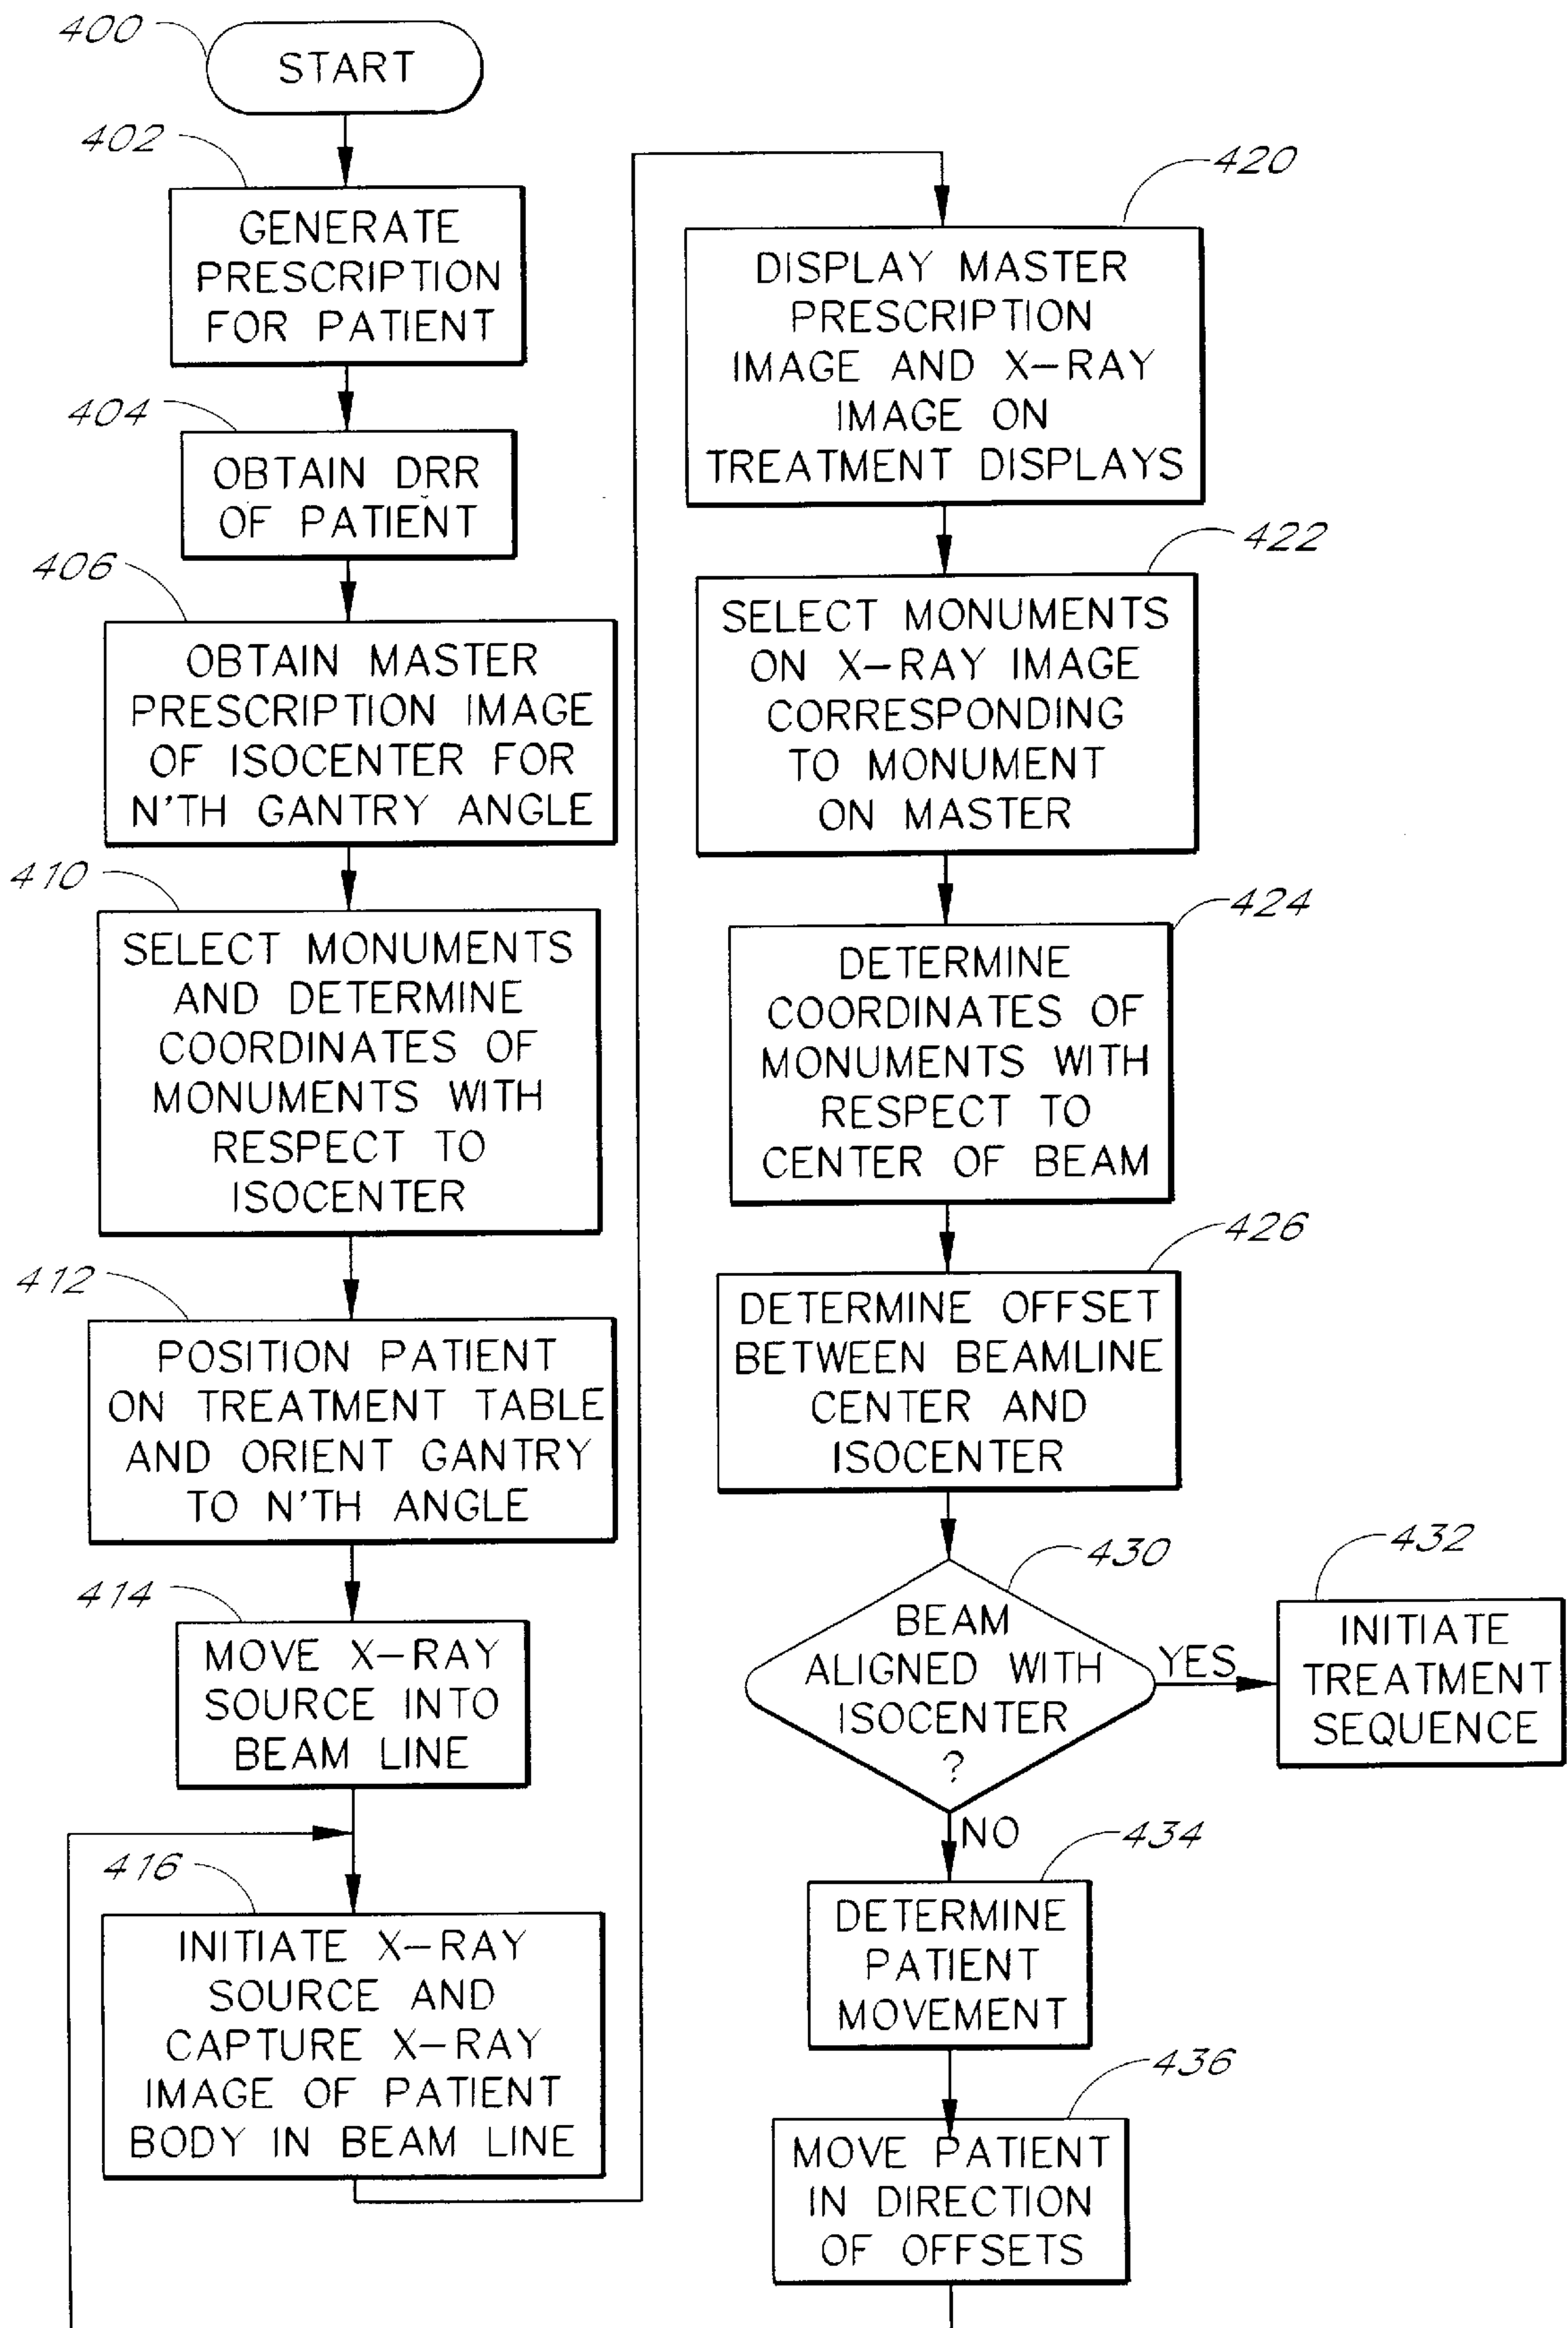 400
START
402
GENERATE
PRESCRIPTION
FOR PATIENT
404
OBTAIN DRR
OF PATIENT
406
OBTAIN MASTER
PRESCRIPTION IMAGE
OF ISOCENTER FOR
N'TH GANTRY ANGLE
410
SELECT MONUMENTS
AND DETERMINE
COORDINATES OF
MONUMENTS WITH
RESPECT TO
ISOCENTER
412
POSITION PATIENT
ON TREATMENT TABLE
AND ORIENT GANTRY
TO N'TH ANGLE
414
MOVE X-RAY
SOURCE INTO
BEAM LINE
416
INITIATE X-RAY
SOURCE AND
CAPTURE X-RAY
IMAGE OF PATIENT
BODY IN BEAM LINE
420
DISPLAY MASTER
PRESCRIPTION
IMAGE AND X-RAY
IMAGE ON
TREATMENT DISPLAYS
422
SELECT MONUMENTS
ON X-RAY IMAGE
CORRESPONDING
TO MONUMENT
ON MASTER
424
DETERMINE
COORDINATES OF
MONUMENTS WITH
RESPECT TO
CENTER OF BEAM
426
DETERMINE OFFSET
BETWEEN BEAMLINE
CENTER AND
ISOCENTER
430
BEAM
ALIGNED WITH
ISOCENTER
?
YES
432
INITIATE
TREATMENT
SEQUENCE
NO
434
DETERMINE
PATIENT
MOVEMENT
436
MOVE PATIENT
IN DIRECTION
OF OFFSETS